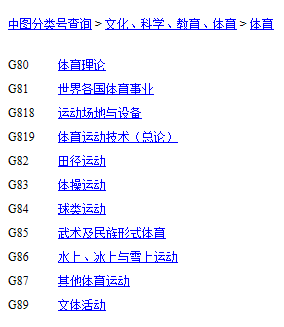 中图分类号查询 > 文化、科学、教育、体育 > 体育
G80 体育理论
G81 世界各国体育事业
G818 运动场地与设备
G819 体育运动技术（总论）
G82 田径运动
G83 体操运动
G84 球类运动
G85 武术及民族形式体育
G86 水上、冰上与雪上运动
G87 其他体育运动
G89 文体活动